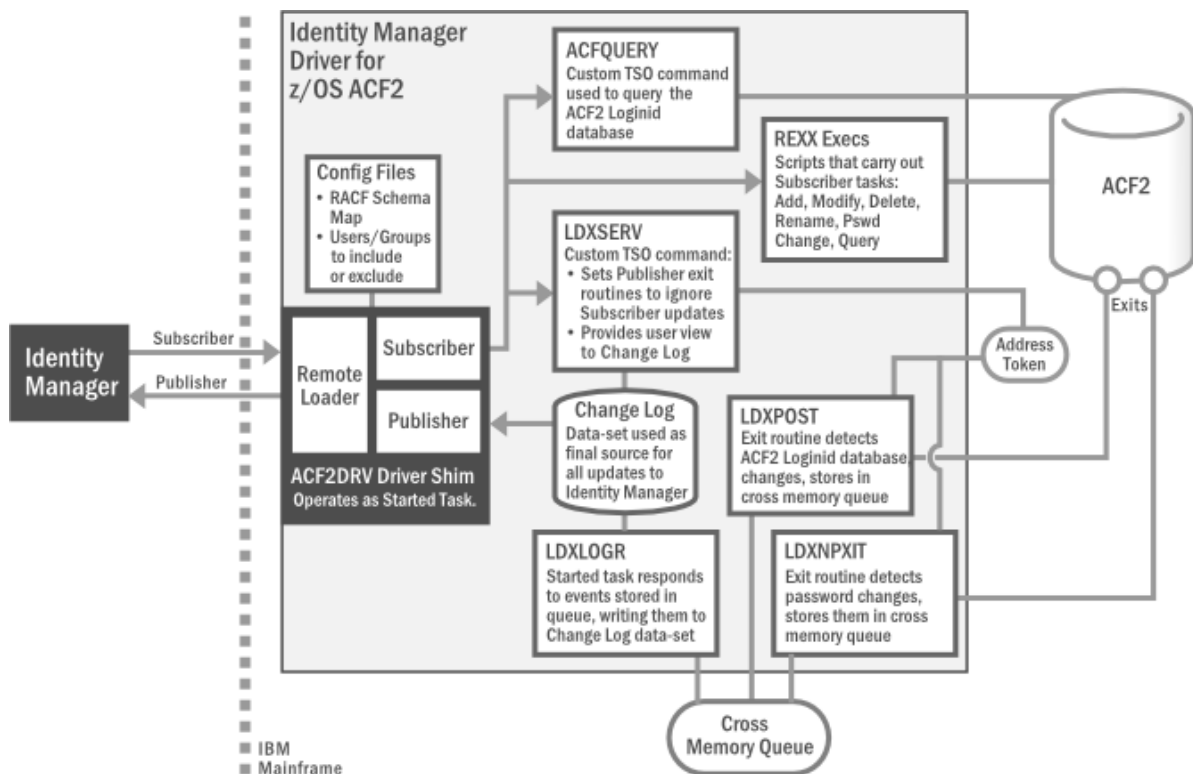 Identity Manager
Driver for
z/OS ACF2
ACFQUERY
Custom TSO command
used to query the
ACF2 Loginid
database
REXX Execs
Scripts that carry out
Subscriber tasks:
Add, Modify, Delete,
Rename, Pswd
Change, Query
ACF2
Exits
Config Files
• RACF Schema
Map
• Users/Groups
to include
or exclude
LDXSERV
Custom TSO command:
• Sets Publisher exit
routines to ignore
Subscriber updates
• Provides user view
to Change Log
Address
Token
Identity
Manager
Subscriber
Publisher
Remote
Loader
Subscriber
Publisher
ACF2DRV Driver Shim
Operates as Started Task.
Change Log
Data-set used as
final source for
all updates to
Identity Manager
LDXPOST
Exit routine detects
ACF2 Loginid database,
changes, stores in
cross memory queue
LDXLOGR
Started task responds
to events stored in
queue, writing them to
Change Log data-set
LDXNPXIT
Exit routine detects
password changes,
stores them in cross
memory queue
Cross
Memory Queue
IBM
Mainframe